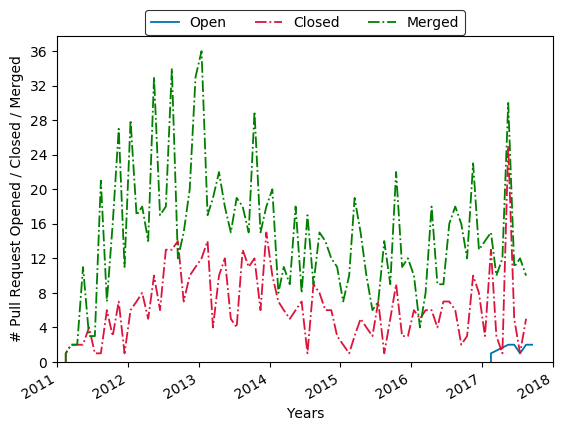 Open Closed Merged
# Pull Request Opened / Closed / Merged
36
32
28
24
20
16
12
8
4
0
2011 2012 2013 2014 2015 2016 2017 2018
Years